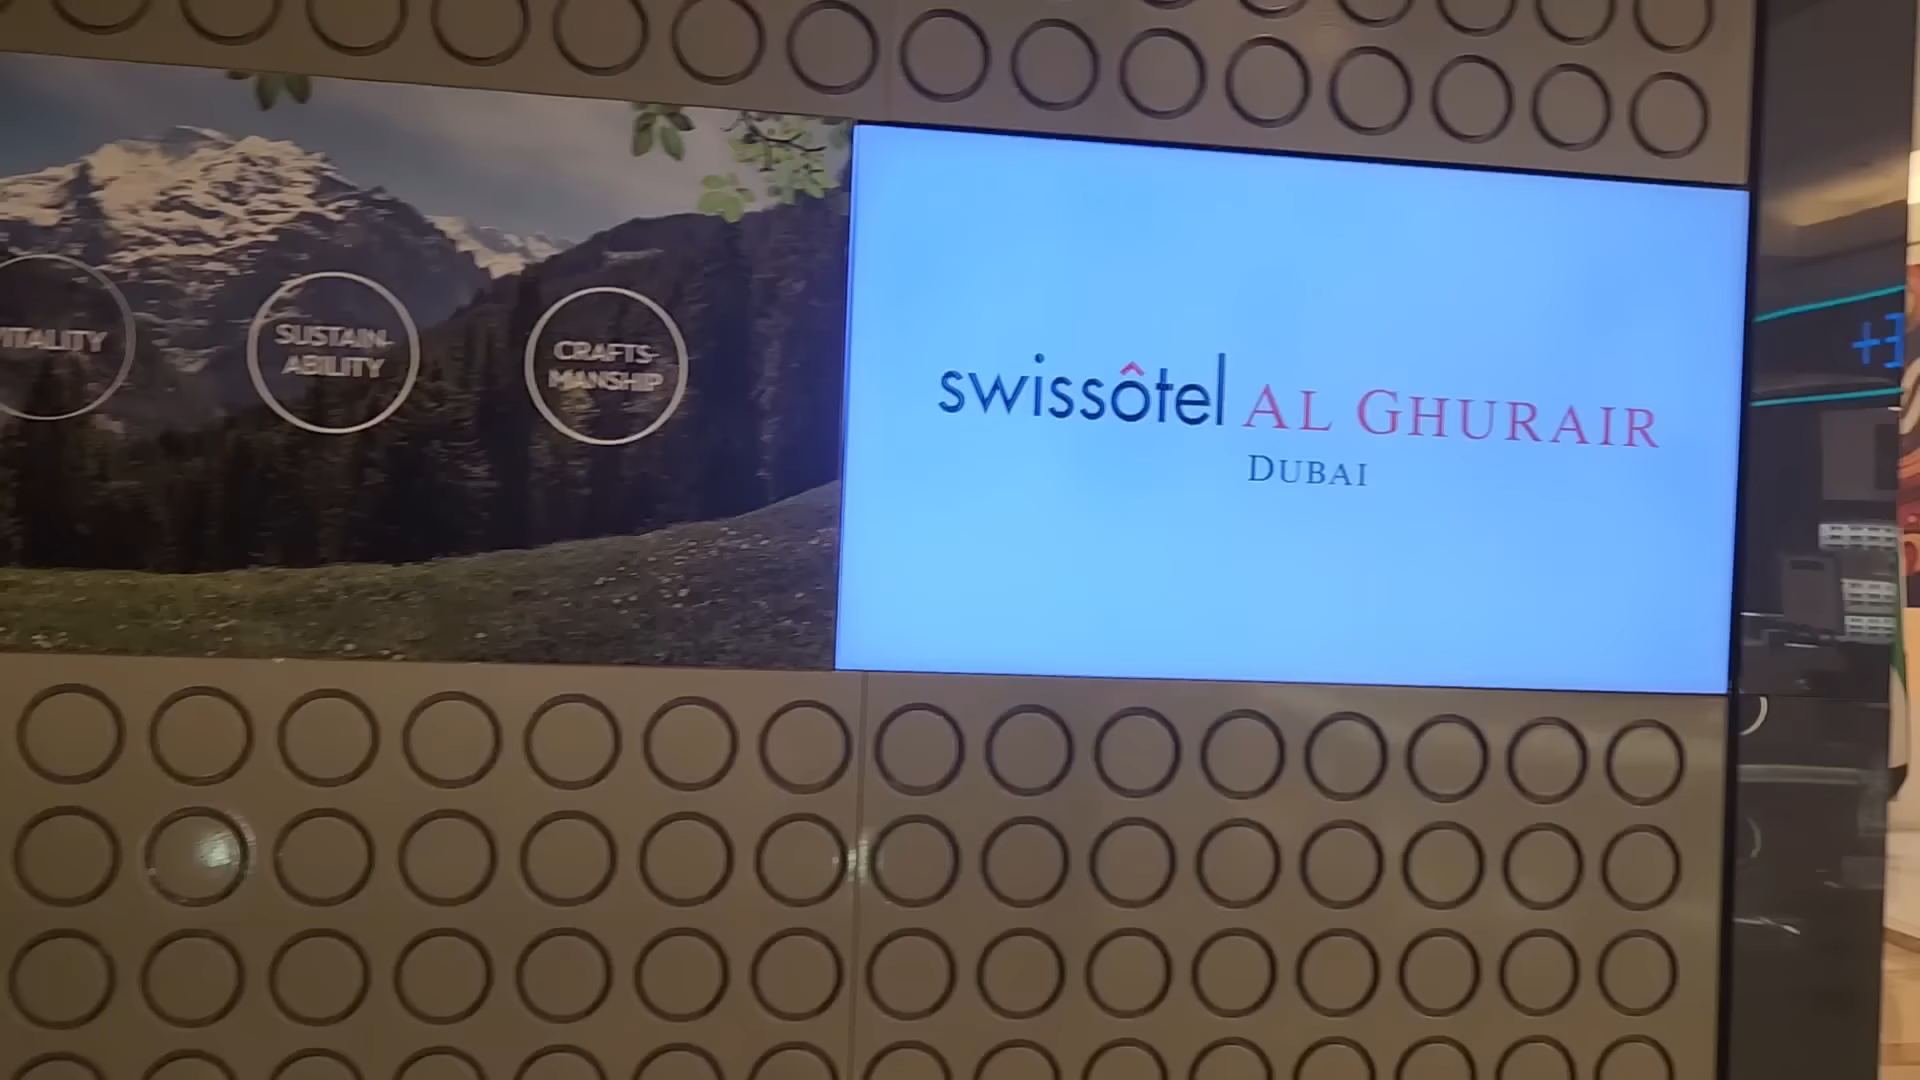 VITALITY
SUSTAIN-
ABILITY
CRAFTS-
MANSHIP
swissôtel AL GHURAIR
DUBAI